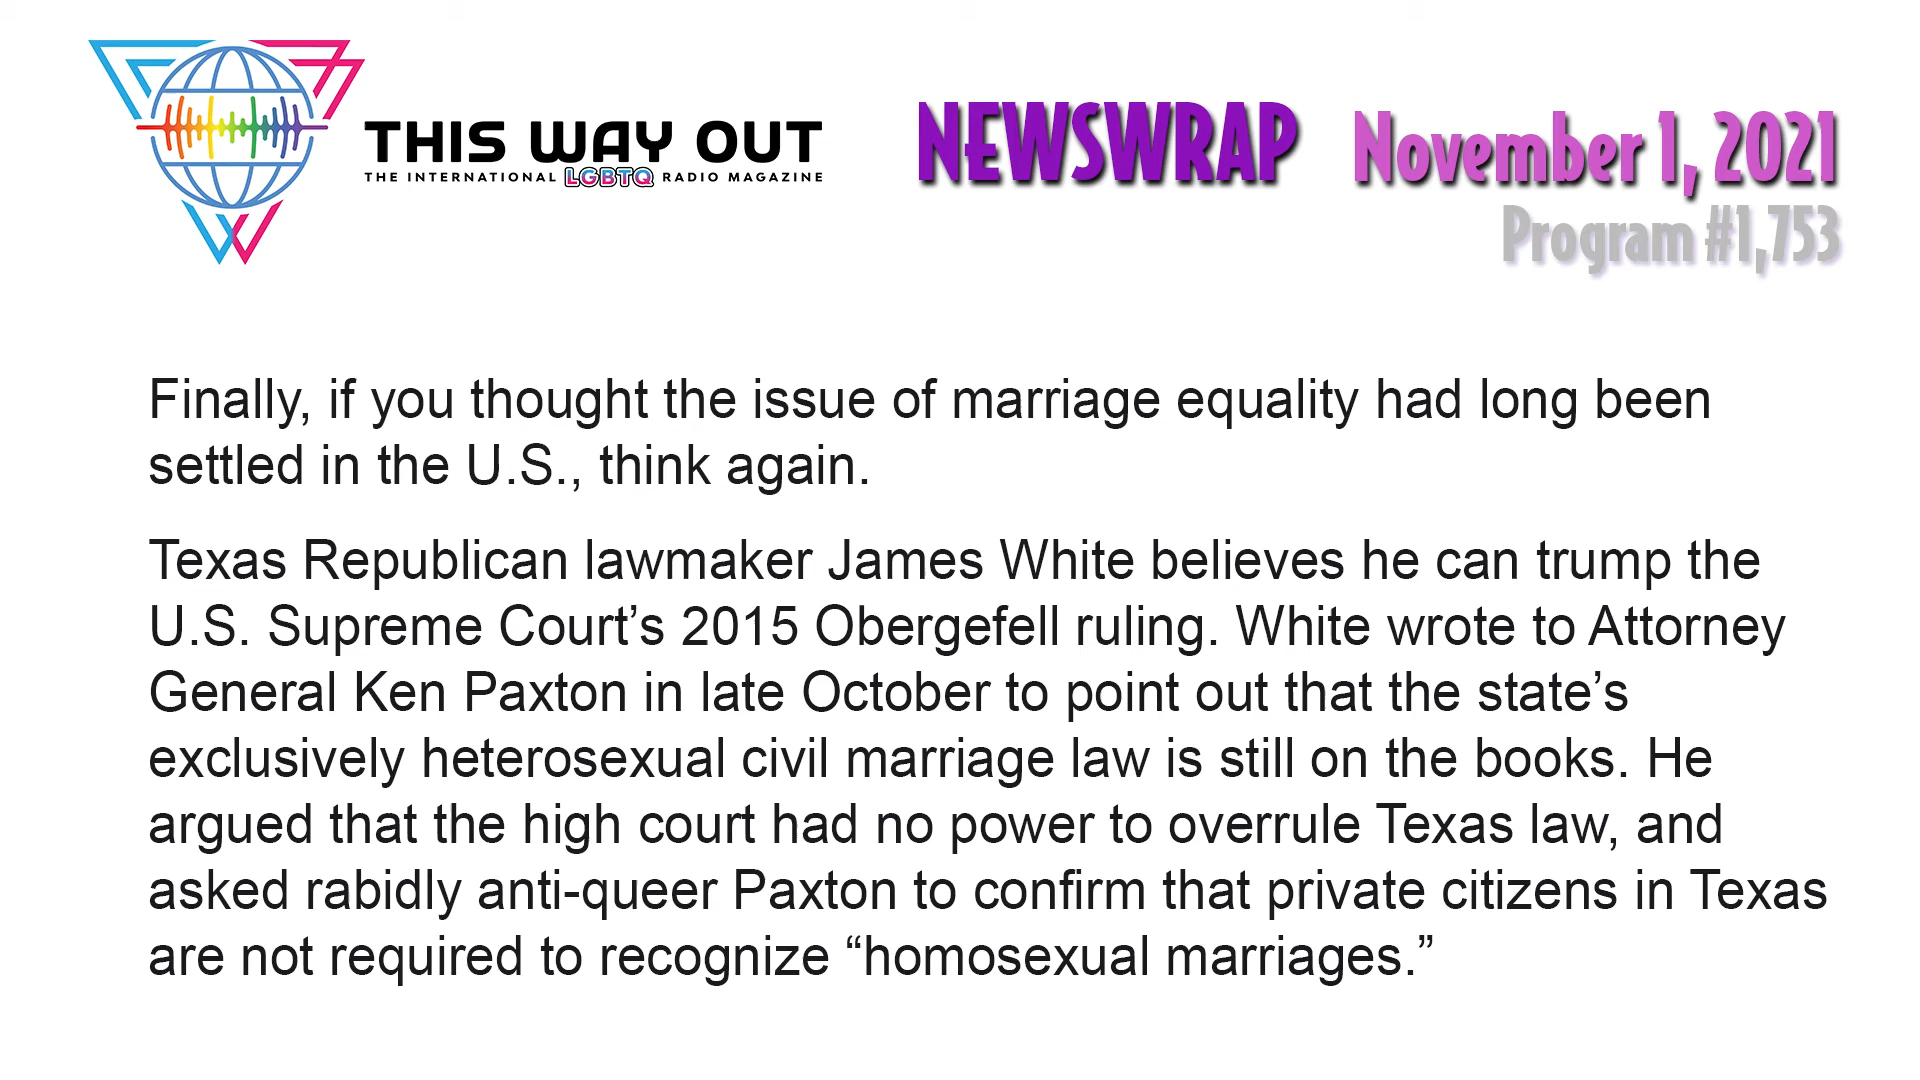 THIS WAY OUT
THE INTERNATIONAL LGBTQ RADIO MAGAZINE
NEWSWRAP
November 1, 2021
Program #1,753
Finally, if you thought the issue of marriage equality had long been
settled in the U.S., think again.
Texas Republican lawmaker James White believes he can trump the
U.S. Supreme Court’s 2015 Obergefell ruling. White wrote to Attorney
General Ken Paxton in late October to point out that the state’s
exclusively heterosexual civil marriage law is still on the books. He
argued that the high court had no power to overrule Texas law, and
asked rabidly anti-queer Paxton to confirm that private citizens in Texas
are not required to recognize “homosexual marriages.”